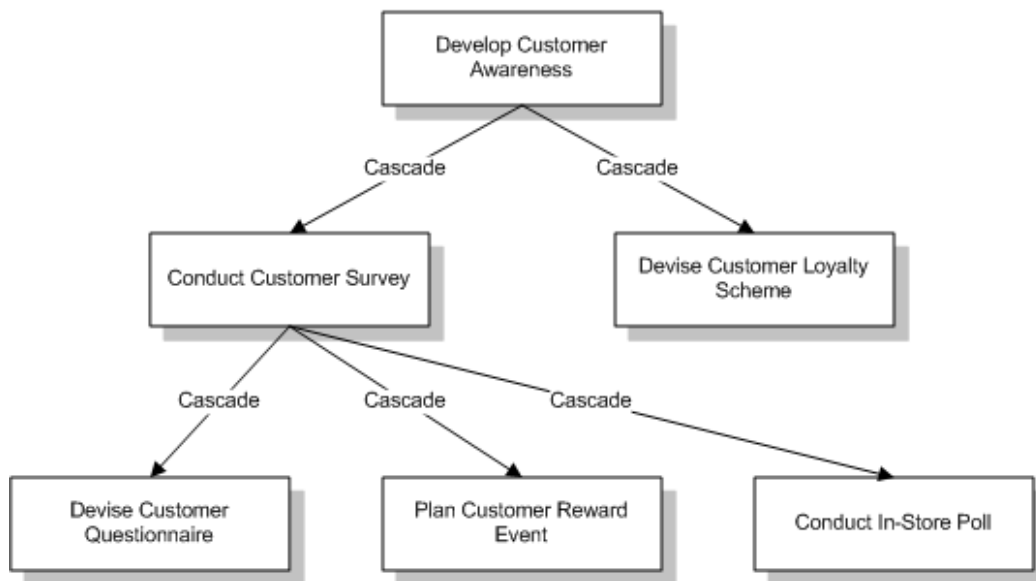 Develop Customer
Awareness
Cascade
Cascade
Conduct Customer Survey
Devise Customer Loyalty
Scheme
Cascade
Cascade
Cascade
Devise Customer
Questionnaire
Plan Customer Reward
Event
Conduct In-Store Poll